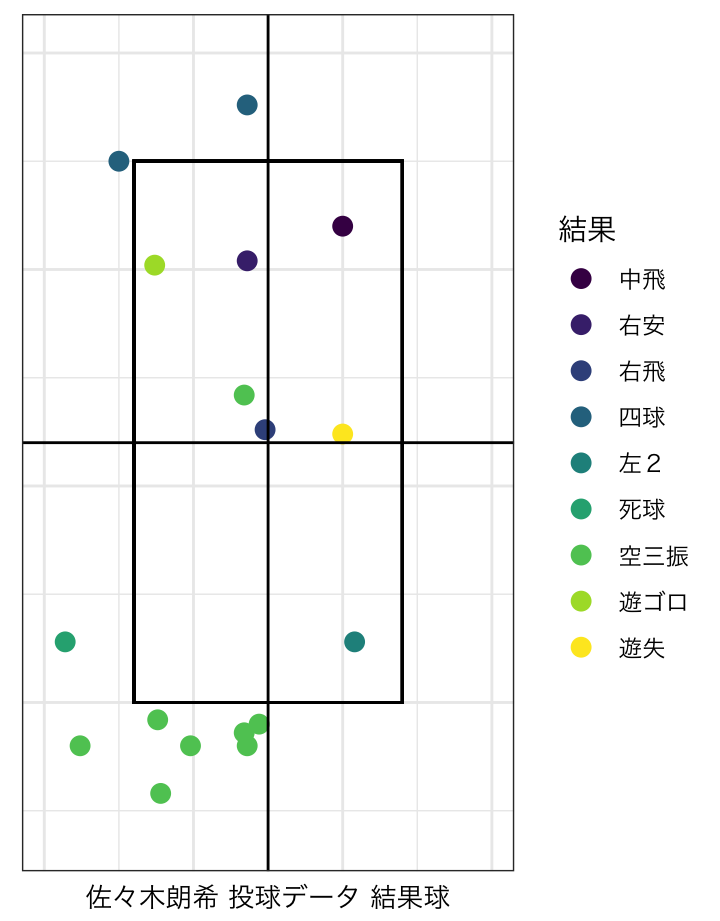 結果
中飛
右安
右飛
四球
左２
死球
空三振
遊ゴロ
遊失
佐々木朗希 投球データ 結果球